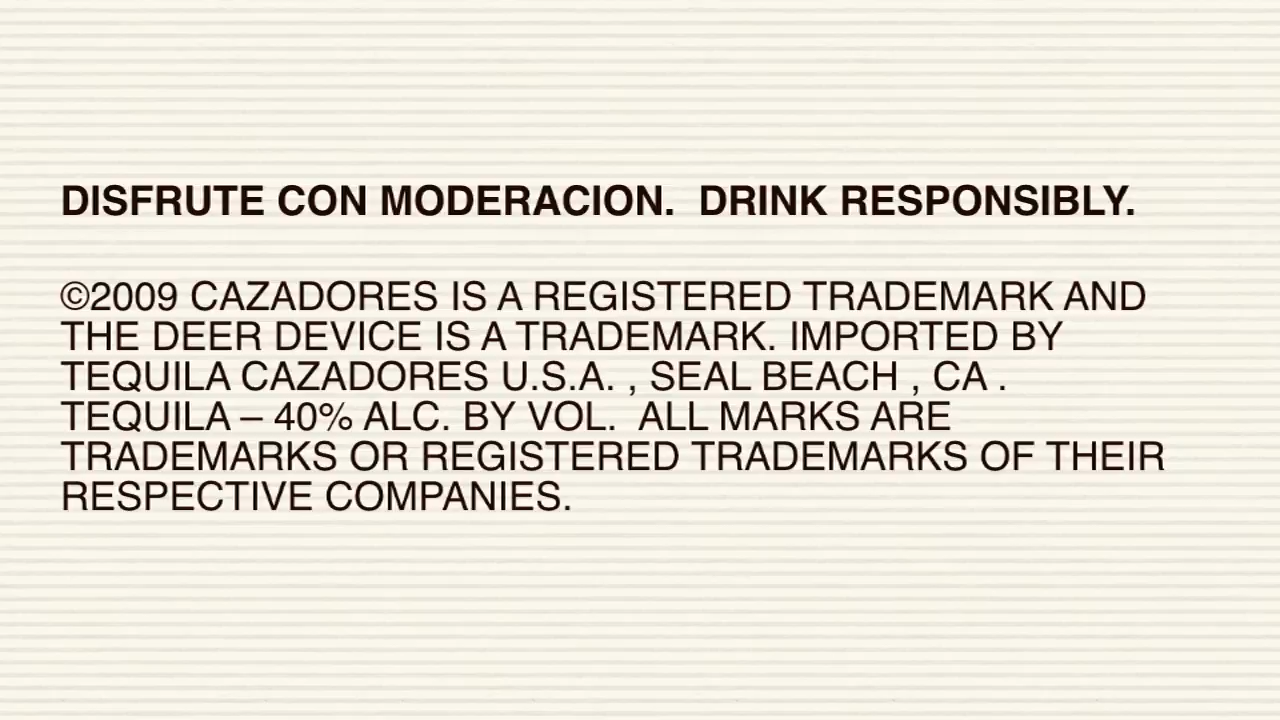 DISFRUTE CON MODERACION.  DRINK RESPONSIBLY.
©2009 CAZADORES IS A REGISTERED TRADEMARK AND
THE DEER DEVICE IS A TRADEMARK. IMPORTED BY
TEQUILA CAZADORES U.S.A. , SEAL BEACH , CA .
TEQUILA – 40% ALC. BY VOL.  ALL MARKS ARE
TRADEMARKS OR REGISTERED TRADEMARKS OF THEIR
RESPECTIVE COMPANIES.